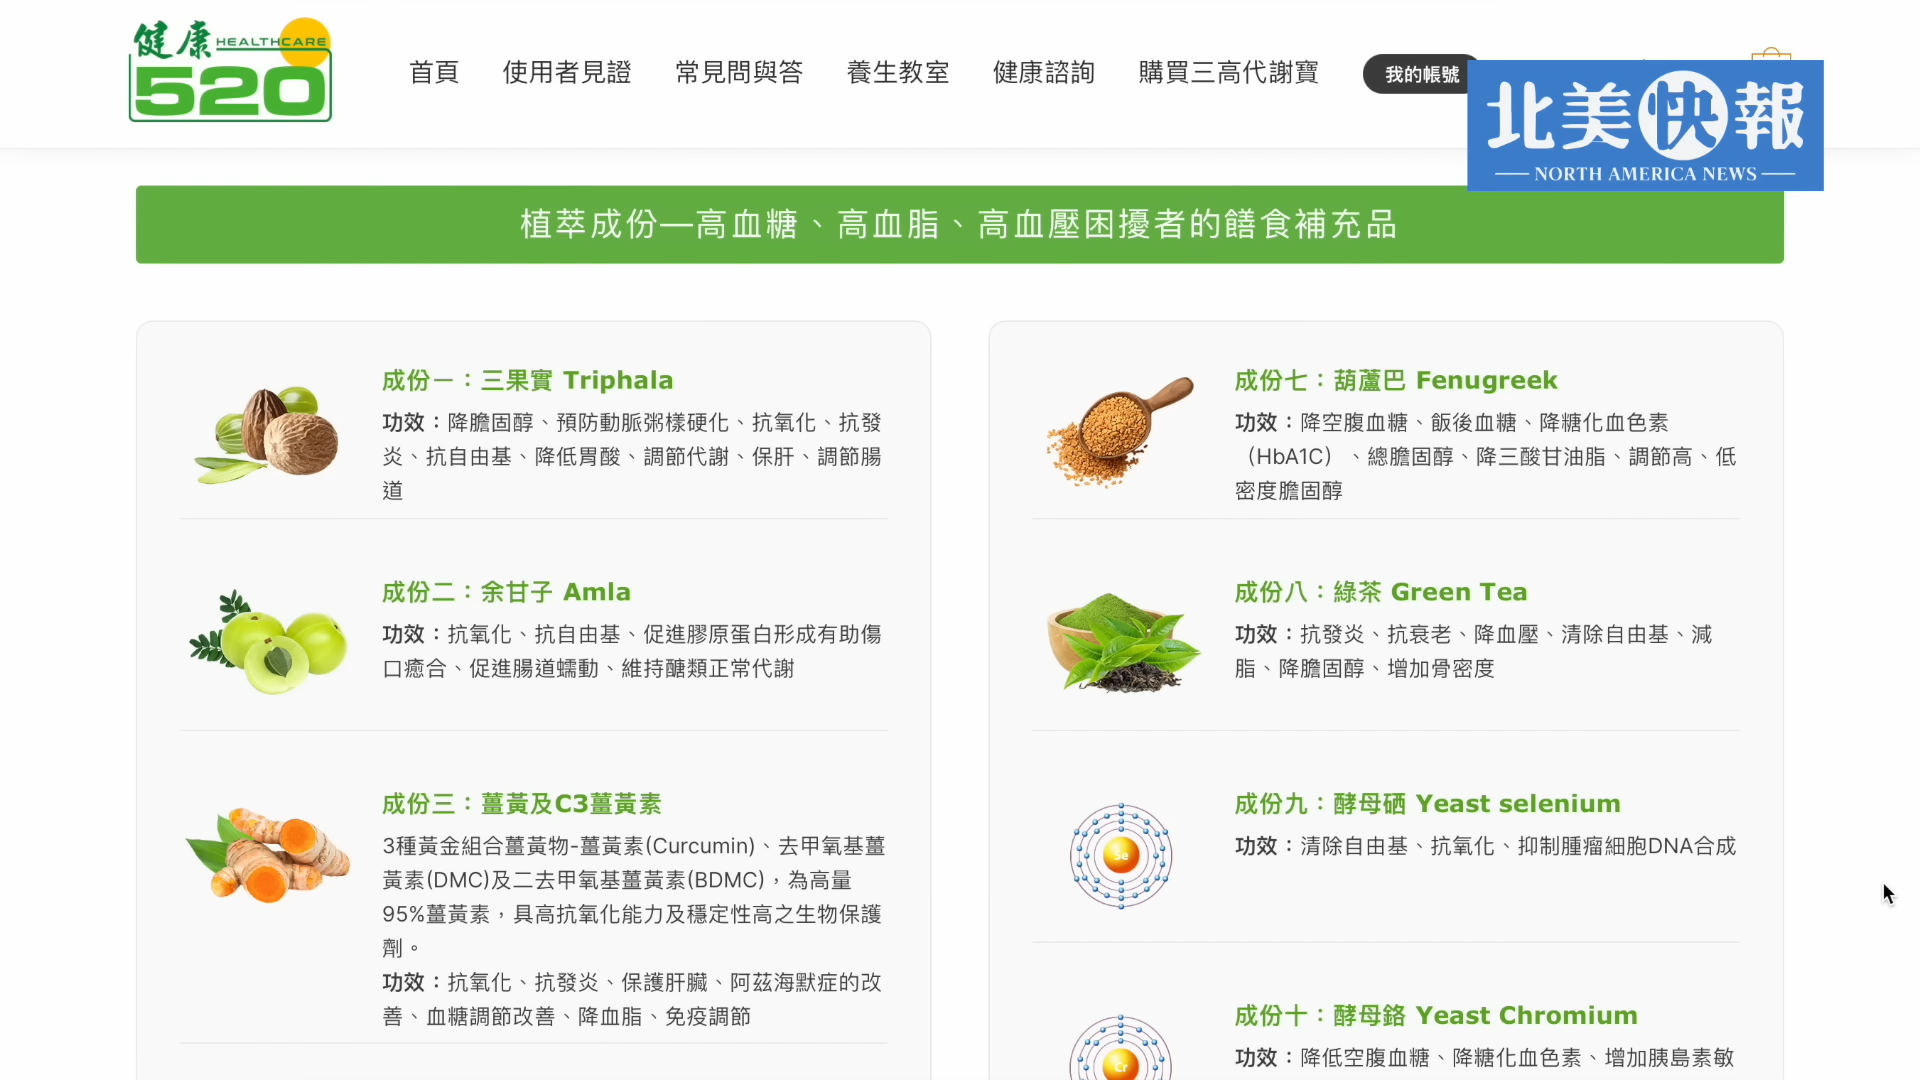 健康 HEALTHCARE
520
首頁 使用者見證 常見問與答 養生教室 健康諮詢 購買三高代謝寶 我的帳號
北美快報
NORTH AMERICA NEWS
植萃成份—高血糖、高血脂、高血壓困擾者的饍食補充品
成份一：三果實 Triphala
功效：降膽固醇、預防動脈粥樣硬化、抗氧化、抗發
炎、抗自由基、降低胃酸、調節代謝、保肝、調節腸
道
成份二：余甘子 Amla
功效：抗氧化、抗自由基、促進膠原蛋白形成有助傷
口癒合、促進腸道蠕動、維持醣類正常代謝
成份三：薑黃及C3薑黃素
3種黃金組合薑黃物-薑黃素(Curcumin)、去甲氧基薑
黃素(DMC)及二去甲氧基薑黃素(BDMC)，為高量
95%薑黃素，具高抗氧化能力及穩定性高之生物保護
劑。
功效：抗氧化、抗發炎、保護肝臟、阿茲海默症的改
善、血糖調節改善、降血脂、免疫調節
成份七：葫蘆巴 Fenugreek
功效：降空腹血糖、飯後血糖、降糖化血色素
（HbA1C）、總膽固醇、降三酸甘油脂、調節高、低
密度膽固醇
成份八：綠茶 Green Tea
功效：抗發炎、抗衰老、降血壓、清除自由基、減
脂、降膽固醇、增加骨密度
成份九：酵母硒 Yeast selenium
功效：清除自由基、抗氧化、抑制腫瘤細胞DNA合成
Se
成份十：酵母鉻 Yeast Chromium
功效：降低空腹血糖、降糖化血色素、增加胰島素敏
Cr